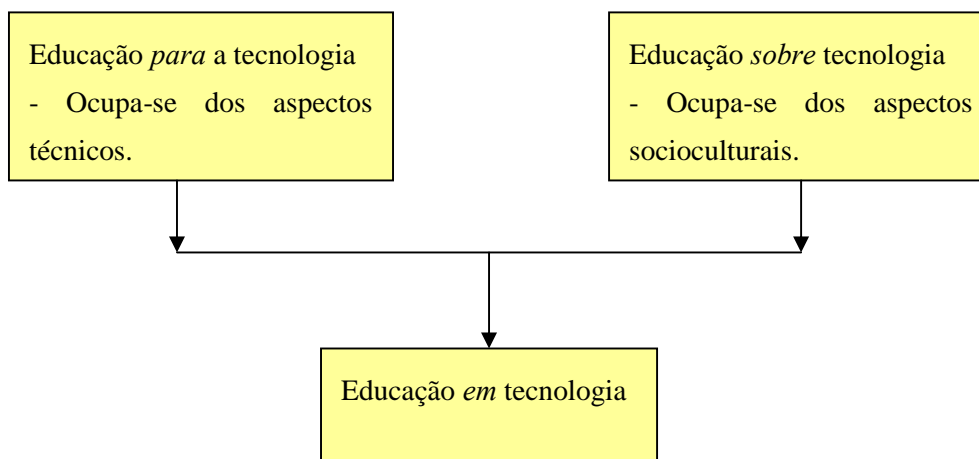 Educação para a tecnologia
- Ocupa-se dos aspectos
técnicos.
Educação sobre tecnologia
- Ocupa-se dos aspectos
socioculturais.
Educação em tecnologia